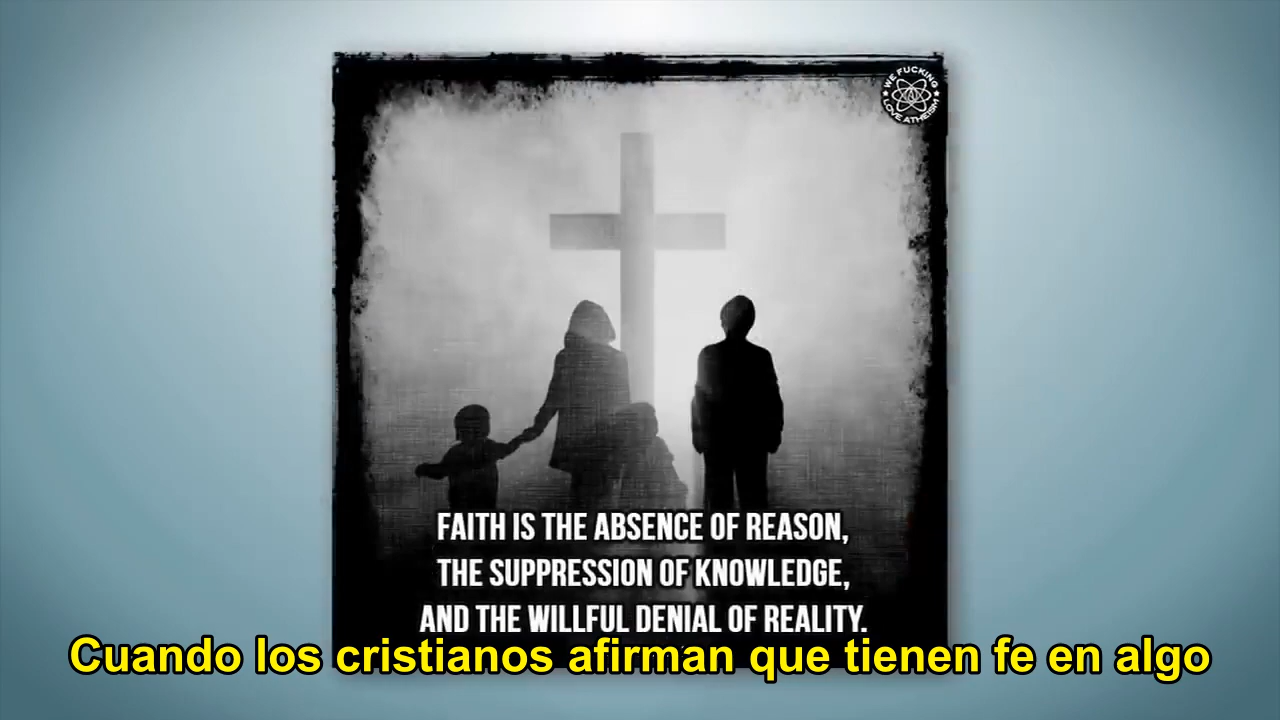 WE FUCKING
LOVE ATHEISM
FAITH IS THE ABSENCE OF REASON,
THE SUPPRESSION OF KNOWLEDGE,
AND THE WILLFUL DENIAL OF REALITY.
Cuando los cristianos afirman que tienen fe en algo